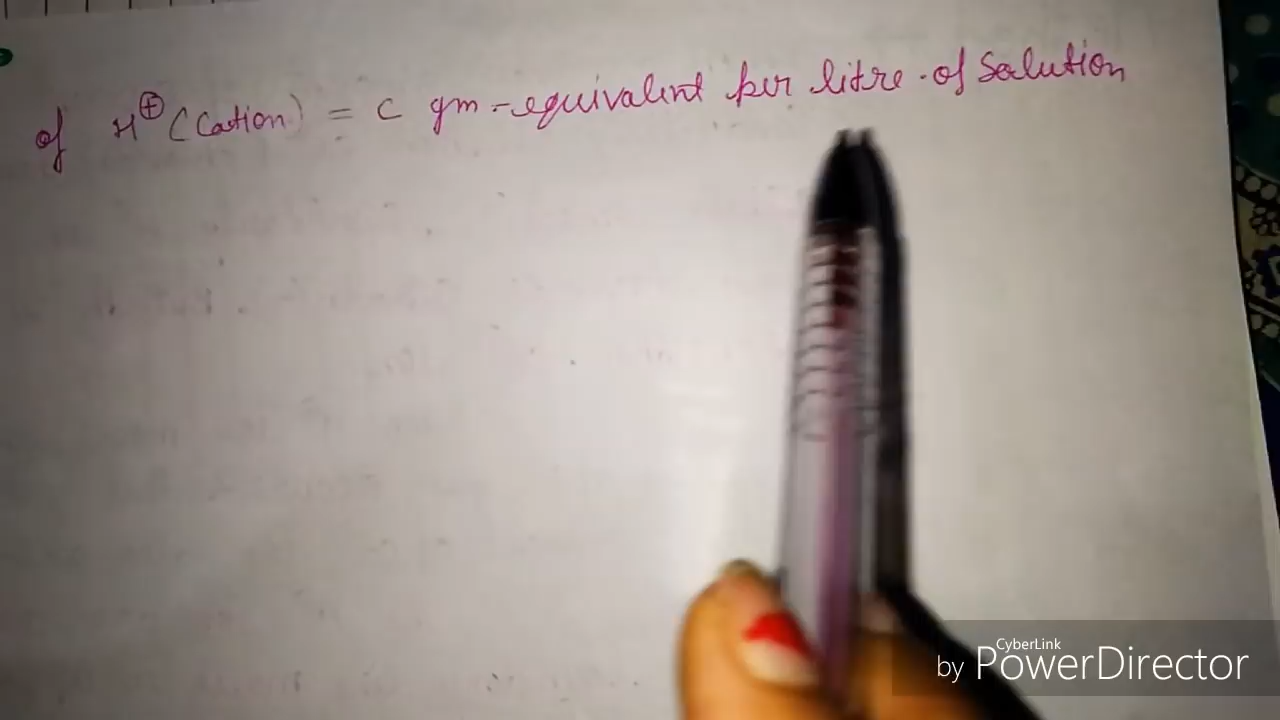 of H⊕ (Cation) = C gm-equivalent per litre of Solution
CyberLink
by PowerDirector